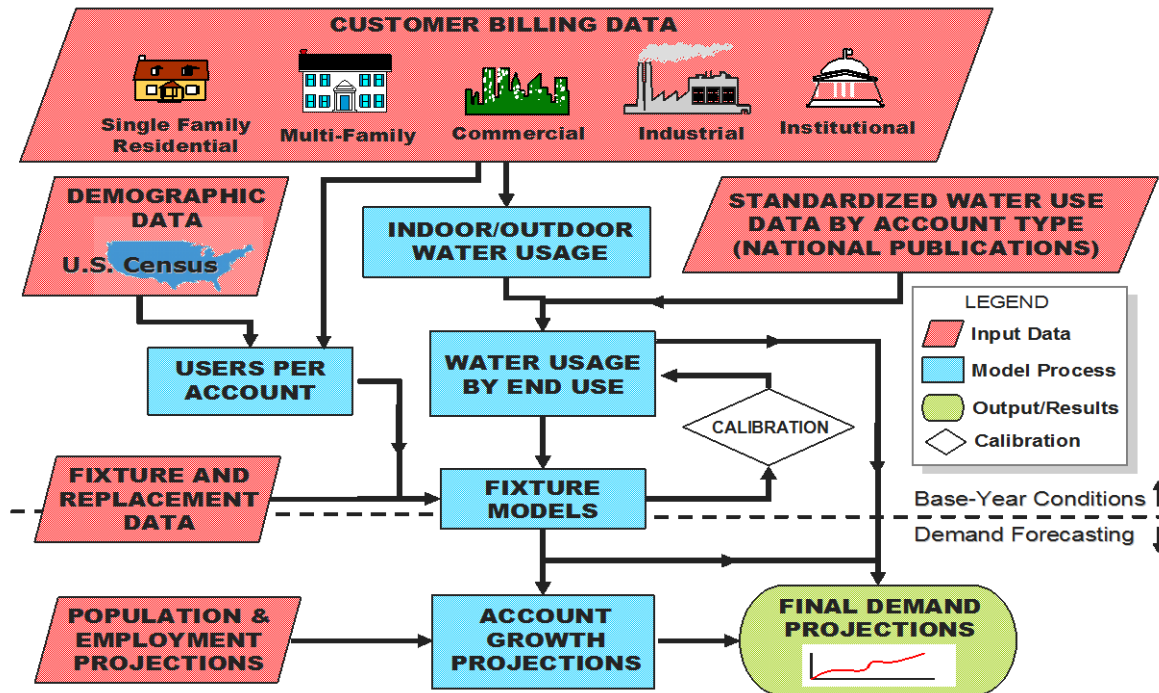 CUSTOMER BILLING DATA
Single Family
Residential
Multi-Family
Commercial
Industrial
Institutional
DEMOGRAPHIC
DATA
U.S. Census
INDOOR/OUTDOOR
WATER USAGE
STANDARDIZED WATER USE
DATA BY ACCOUNT TYPE
(NATIONAL PUBLICATIONS)
USERS PER
ACCOUNT
WATER USAGE
BY END USE
CALIBRATION
LEGEND
Input Data
Model Process
Output/Results
Calibration
FIXTURE AND
REPLACEMENT
DATA
FIXTURE
MODELS
Base-Year Conditions
Demand Forecasting
POPULATION &
EMPLOYMENT
PROJECTIONS
ACCOUNT
GROWTH
PROJECTIONS
FINAL DEMAND
PROJECTIONS